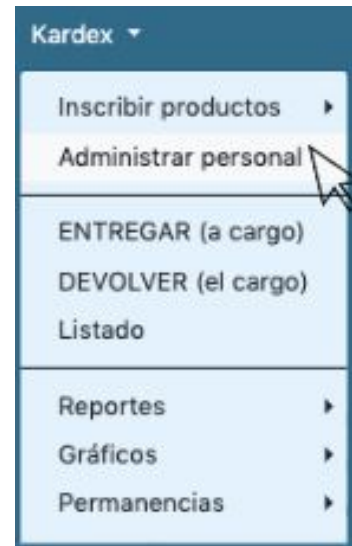 Kardex
Inscribir productos
Administrar personal
ENTREGAR (a cargo)
DEVOLVER (el cargo)
Listado
Reportes
Gráficos
Permanencias